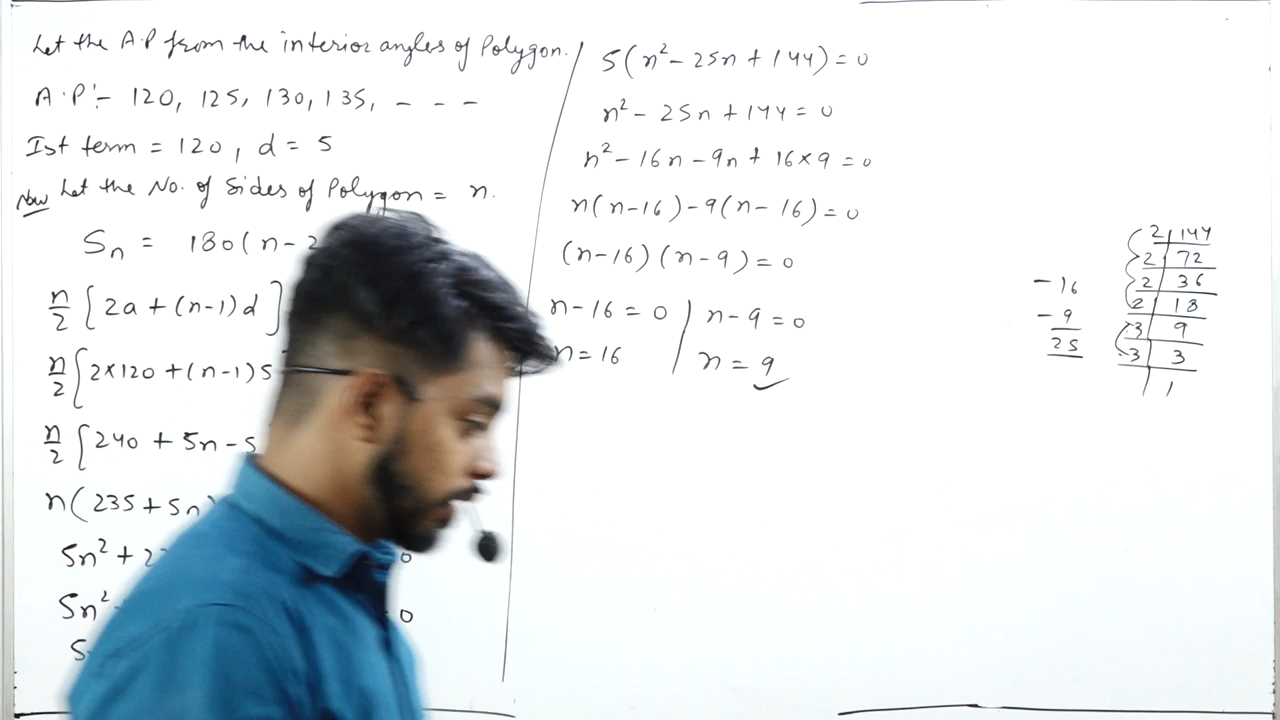 Let the A.P from the interior angles of Polygon.
A.P:- 120, 125, 130, 135, - - -
Ist term = 120, d = 5
Now Let the No. of Sides of Polygon = n.
Sn = 180(n-2
n/2 [2a + (n-1)d]
n/2 [2×120 + (n-1)5
n/2 [240 + 5n - 5
n(235 + 5n)
5n² + 2
0
5n²
0
5
5(n² - 25n + 144) = 0
n² - 25n + 144 = 0
n² - 16n - 9n + 16×9 = 0
n(n-16) - 9(n-16) = 0
(n-16)(n-9) = 0
n-16 = 0 / n-9 = 0
n = 16 / n = 9
-16
-9
25
2 | 144
2 | 72
2 | 36
2 | 18
3 | 9
3 | 3
| 1